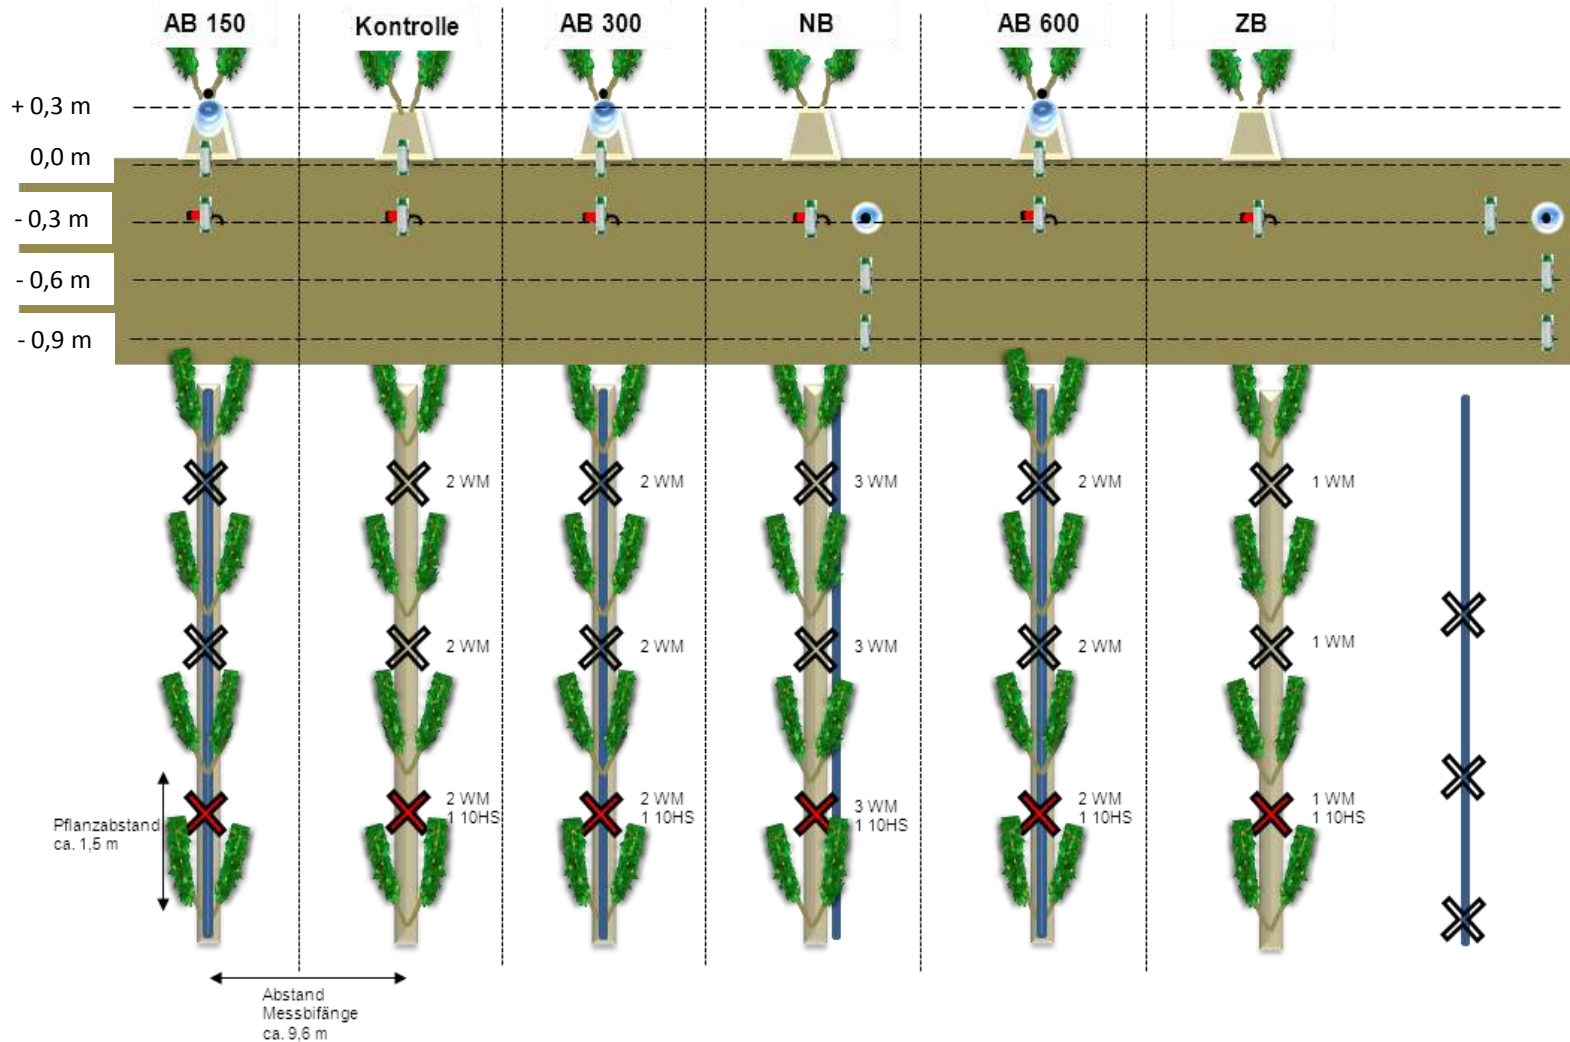 AB 150
Kontrolle
AB 300
NB
AB 600
ZB
+ 0,3 m
0,0 m
- 0,3 m
- 0,6 m
- 0,9 m
2 WM
2 WM
3 WM
2 WM
1 WM
2 WM
2 WM
3 WM
2 WM
1 WM
2 WM
1 10HS
2 WM
1 10HS
3 WM
1 10HS
2 WM
1 10HS
1 WM
1 10HS
Pflanzabstand
ca. 1,5 m
Abstand
Messbifänge
ca. 9,6 m